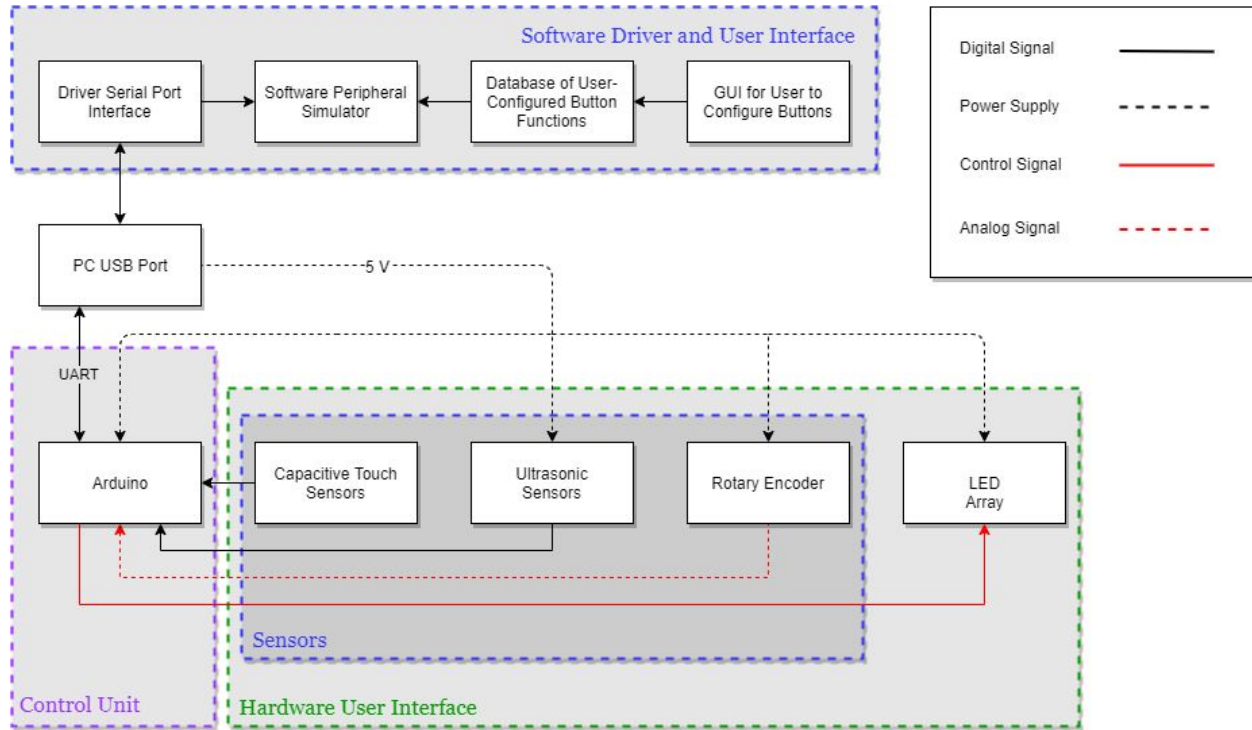 Software Driver and User Interface
Driver Serial Port
Interface
Software Peripheral
Simulator
Database of User-
Configured Button
Functions
GUI for User to
Configure Buttons
Digital Signal
Power Supply
Control Signal
Analog Signal
PC USB Port
5 V
UART
Arduino
Capacitive Touch
Sensors
Ultrasonic
Sensors
Rotary Encoder
LED
Array
Sensors
Control Unit
Hardware User Interface